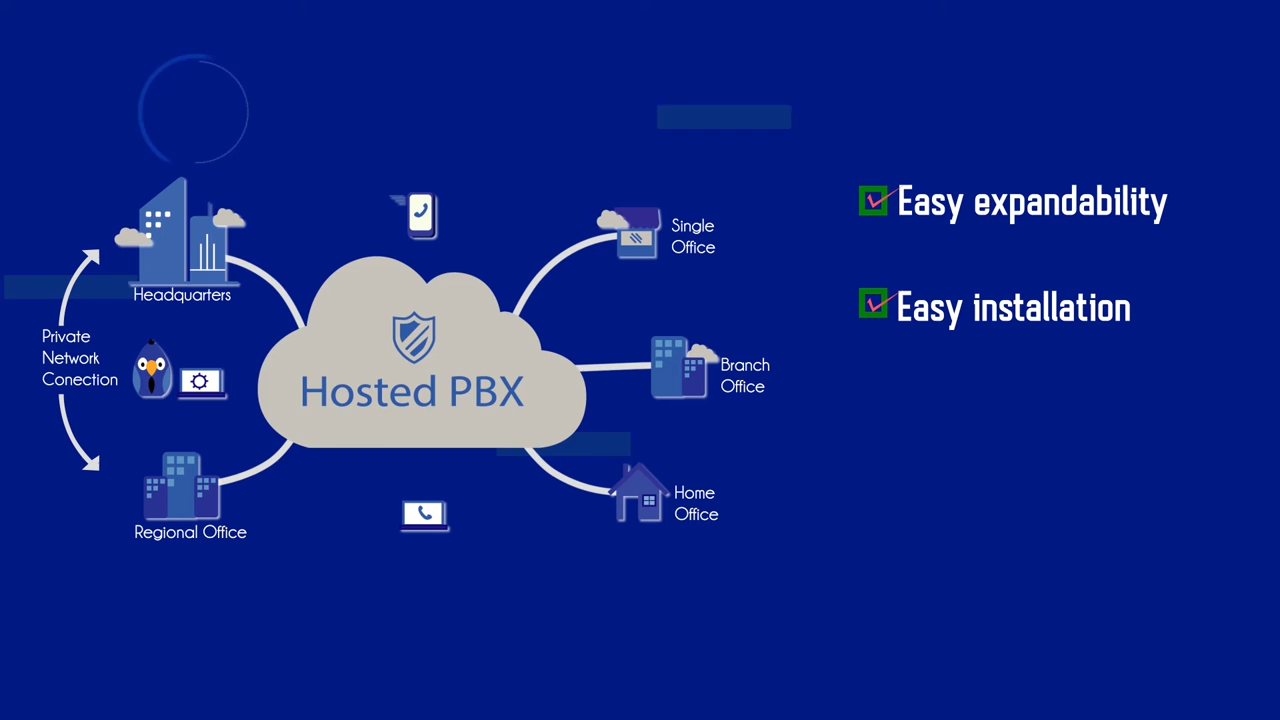 Headquarters
Private
Network
Conection
Regional Office
Hosted PBX
Single
Office
Branch
Office
Home
Office
Easy expandability
Easy installation